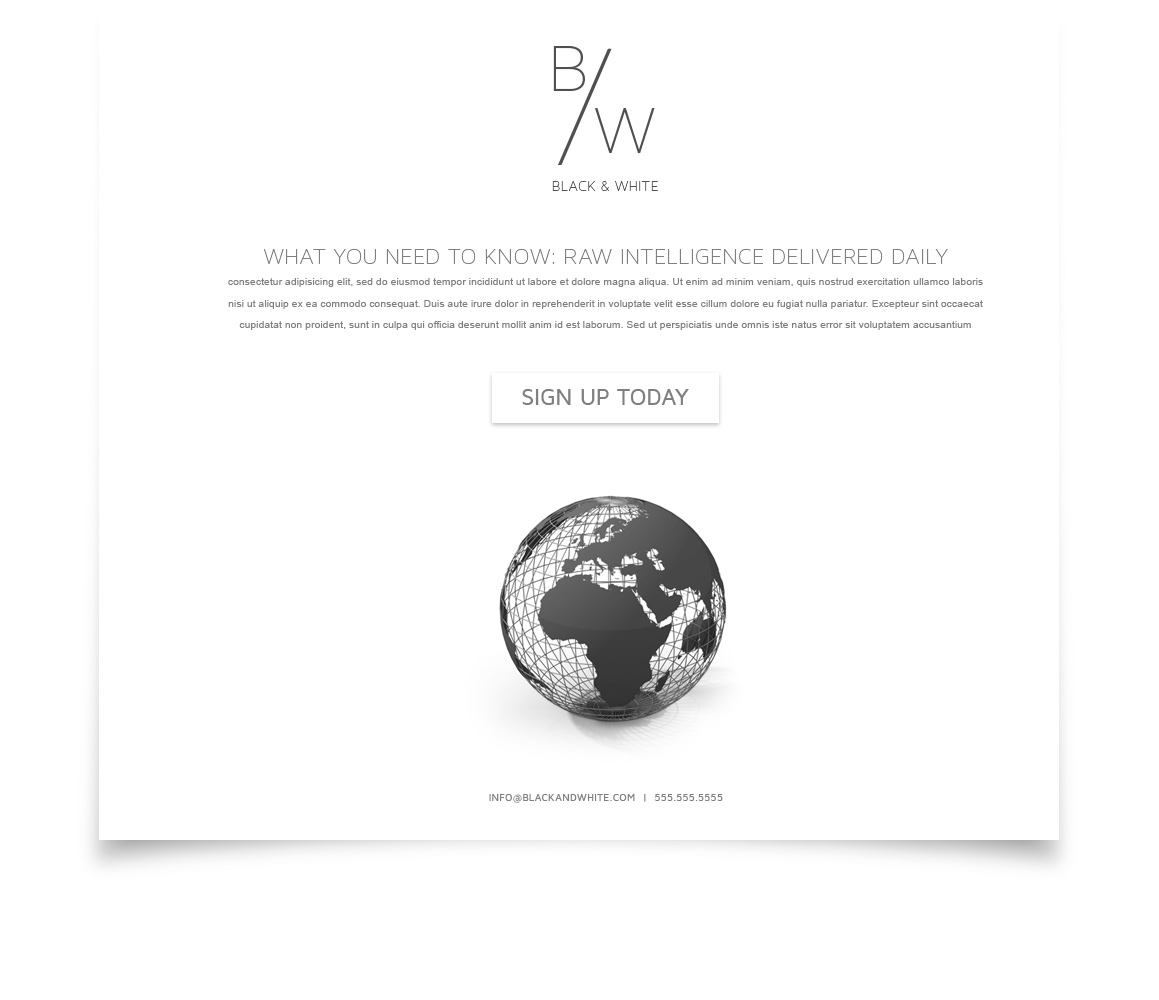 B/W
BLACK & WHITE
WHAT YOU NEED TO KNOW: RAW INTELLIGENCE DELIVERED DAILY
consectetur adipisicing elit, sed do eiusmod tempor incididunt ut labore et dolore magna aliqua. Ut enim ad minim veniam, quis nostrud exercitation ullamco laboris
nisi ut aliquip ex ea commodo consequat. Duis aute irure dolor in reprehenderit in voluptate velit esse cillum dolore eu fugiat nulla pariatur. Excepteur sint occaecat
cupidatat non proident, sunt in culpa qui officia deserunt mollit anim id est laborum. Sed ut perspiciatis unde omnis iste natus error sit voluptatem accusantium
SIGN UP TODAY
INFO@BLACKANDWHITE.COM | 555.555.5555